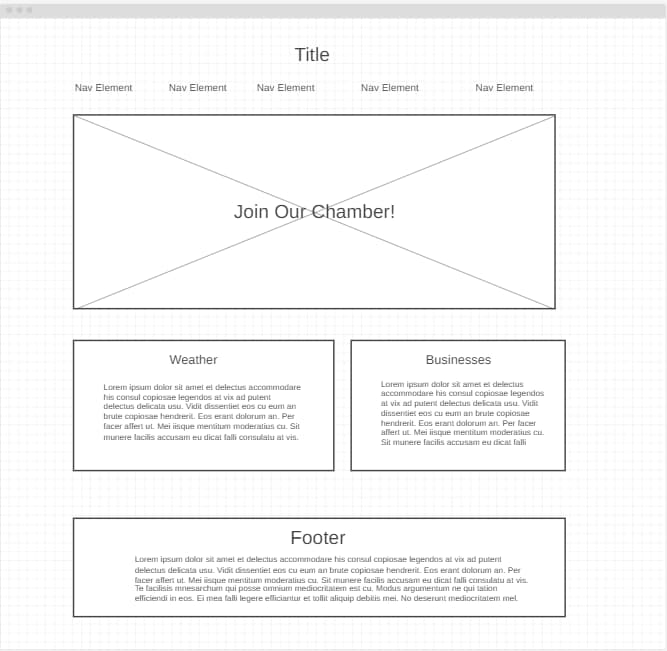 Title
Nav Element Nav Element Nav Element Nav Element Nav Element
Join Our Chamber!
Weather
Lorem ipsum dolor sit amet et delectus accommodare
his consul copiosae legendos at vix ad putent
delectus delicata usu. Vidit dissentiet eos cu eum an
brute copiosae hendrerit. Eos erant dolorum an. Per
facer affert ut. Mei iisque mentitum moderatius cu. Sit
munere facilis accusam eu dicat falli consulatu at vis.
Businesses
Lorem ipsum dolor sit amet et delectus
accommodare his consul copiosae legendos
at vix ad putent delectus delicata usu. Vidit
dissentiet eos cu eum an brute copiosae
hendrerit. Eos erant dolorum an. Per facer
affert ut. Mei iisque mentitum moderatius cu.
Sit munere facilis accusam eu dicat falli
Footer
Lorem ipsum dolor sit amet et delectus accommodare his consul copiosae legendos at vix ad putent
delectus delicata usu. Vidit dissentiet eos cu eum an brute copiosae hendrerit. Eos erant dolorum an. Per
facer affert ut. Mei iisque mentitum moderatius cu. Sit munere facilis accusam eu dicat falli consulatu at vis.
Te facilisis mnesarchum qui posse omnium mediocritatem est cu. Modus argumentum ne qui tation
efficiendi in eos. Ei mea falli legere efficiantur et tollit aliquip debitis mei. No deserunt mediocritatem mel.